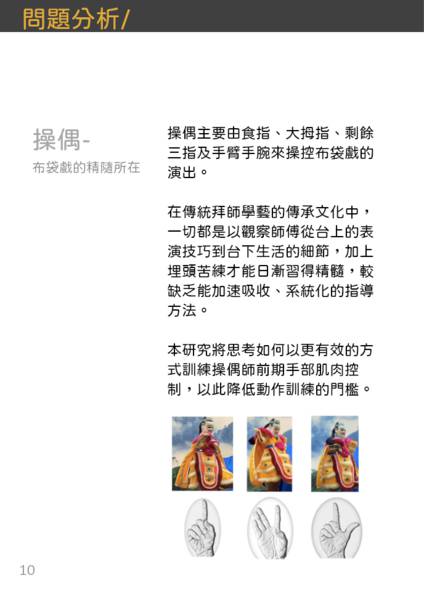 問題分析/
操偶-
布袋戲的精隨所在
操偶主要由食指、大拇指、剩餘
三指及手臂手腕來操控布袋戲的
演出。
在傳統拜師學藝的傳承文化中，
一切都是以觀察師傅從台上的表
演技巧到台下生活的細節，加上
埋頭苦練才能日漸習得精髓，較
缺乏能加速吸收、系統化的指導
方法。
本研究將思考如何以更有效的方
式訓練操偶師前期手部肌肉控
制，以此降低動作訓練的門檻。
10